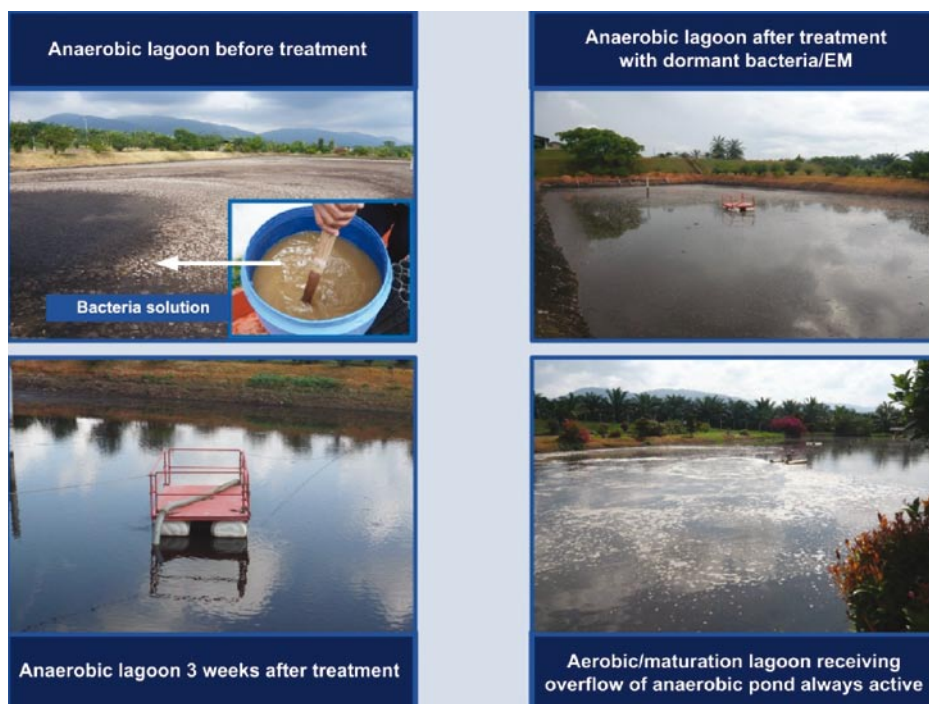 Anaerobic lagoon before treatment
Anaerobic lagoon after treatment
with dormant bacteria/EM
Bacteria solution
Anaerobic lagoon 3 weeks after treatment
Aerobic/maturation lagoon receiving
overflow of anaerobic pond always active